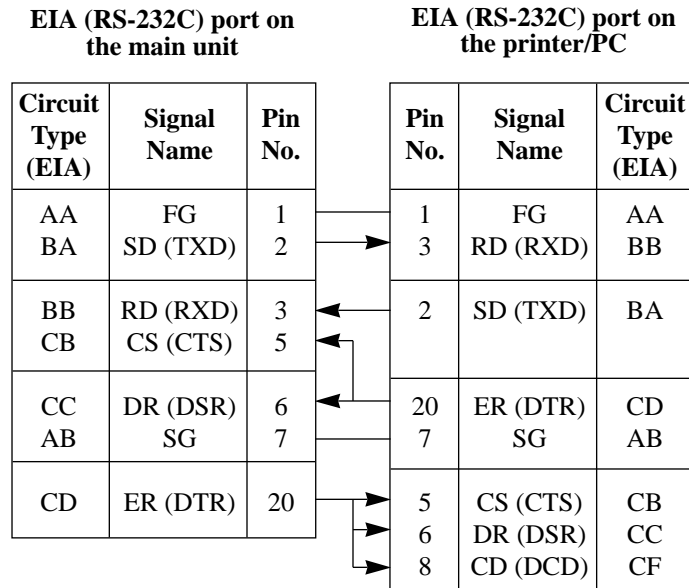 EIA (RS-232C) port on
the main unit
EIA (RS-232C) port on
the printer/PC
Circuit Type (EIA) Signal Name Pin No.
AA FG 1
BA SD (TXD) 2
BB RD (RXD) 3
CB CS (CTS) 5
CC DR (DSR) 6
AB SG 7
CD ER (DTR) 20
Pin No. Signal Name Circuit Type (EIA)
1 FG AA
3 RD (RXD) BB
2 SD (TXD) BA
20 ER (DTR) CD
7 SG AB
5 CS (CTS) CB
6 DR (DSR) CC
8 CD (DCD) CF